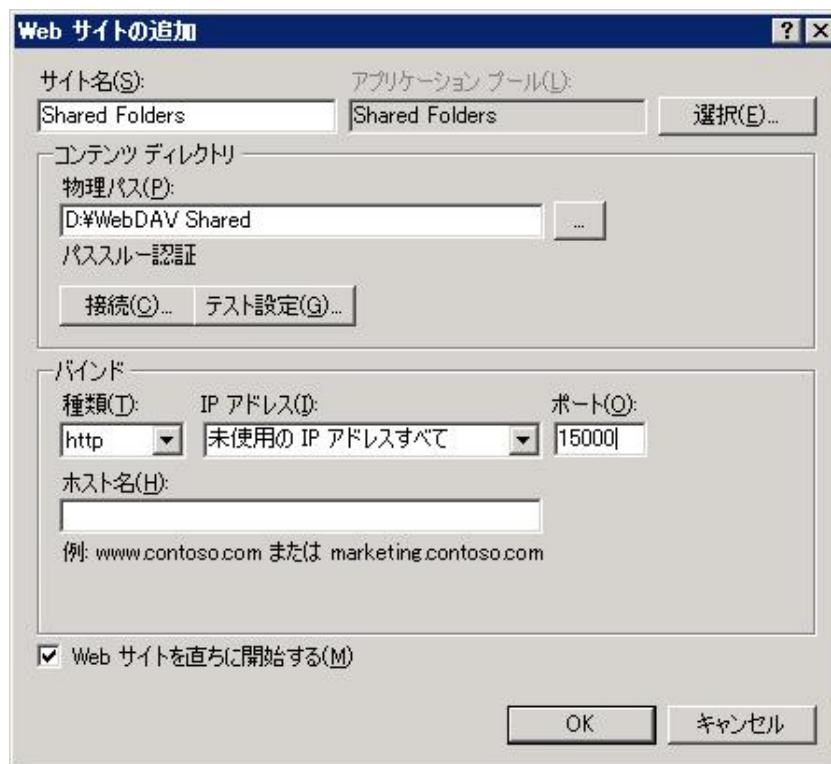 Web サイトの追加
サイト名(S): アプリケーション プール(L):
Shared Folders Shared Folders 選択(E)...
コンテンツ ディレクトリ
物理パス(P):
D:¥WebDAV Shared ...
パススルー認証
接続(C)... テスト設定(G)...
バインド
種類(T): IP アドレス(I): ポート(O):
http 未使用の IP アドレスすべて 15000
ホスト名(H):
例: www.contoso.com または marketing.contoso.com
Web サイトを直ちに開始する(M)
OK キャンセル